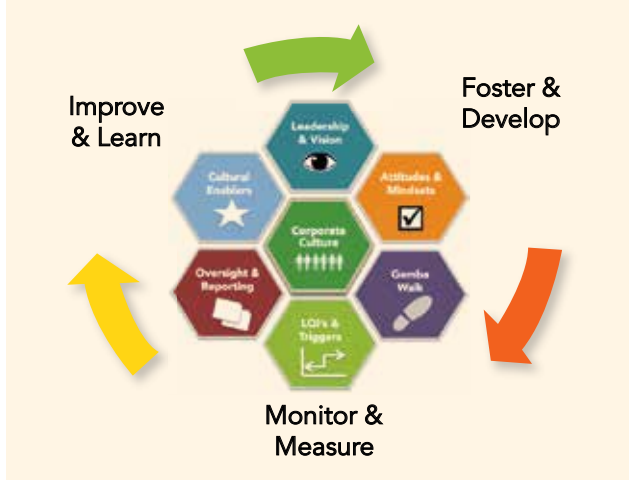 Improve
& Learn
Foster &
Develop
Leadership
& Vision
Cultural
Enablers
Attitudes &
Mindsets
Corporate
Culture
Oversight &
Reporting
Gemba
Walk
LQI's &
Triggers
Monitor &
Measure